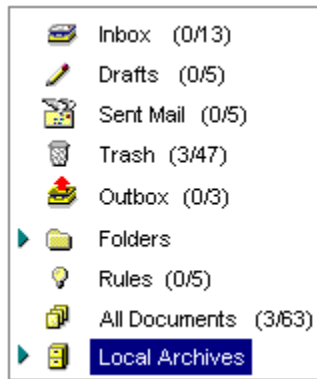 Inbox (0/13)
Drafts (0/5)
Sent Mail (0/5)
Trash (3/47)
Outbox (0/3)
Folders
Rules (0/5)
All Documents (3/63)
Local Archives